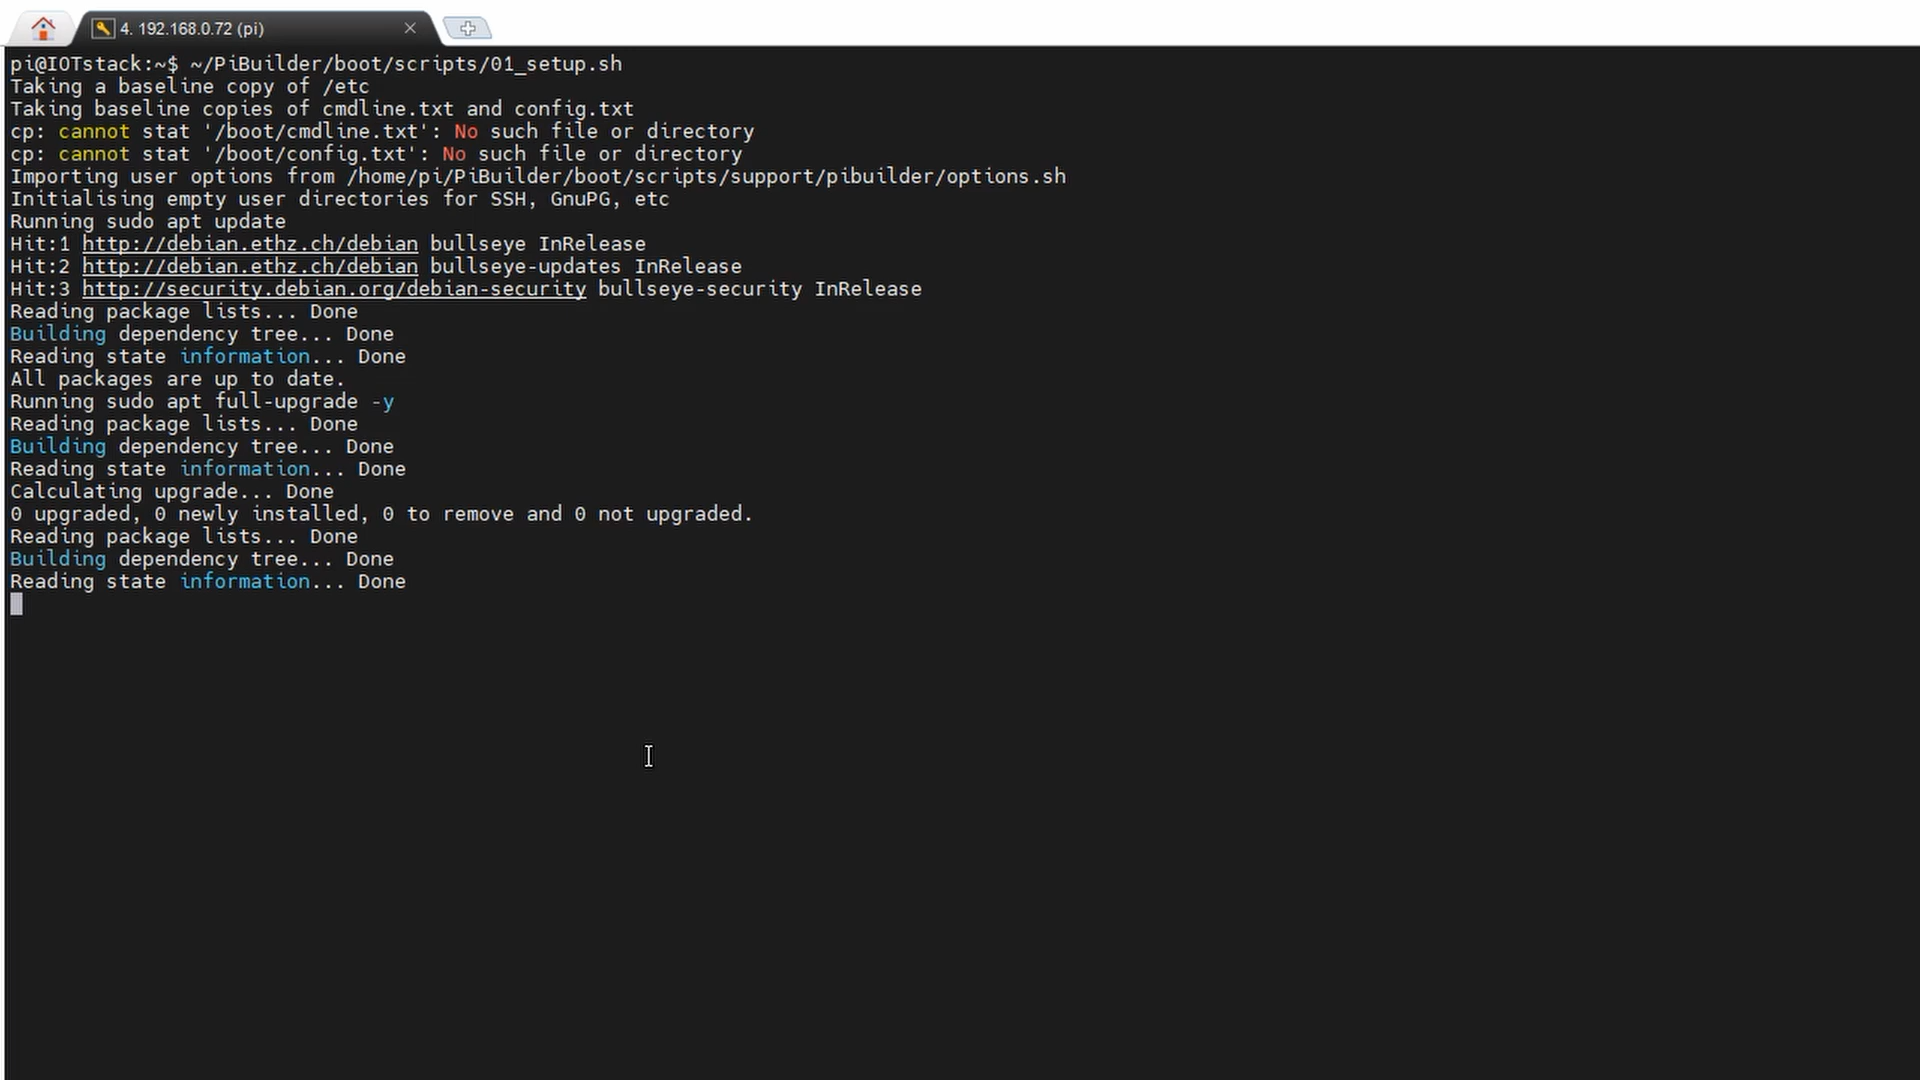 4. 192.168.0.72 (pi)
pi@IOTstack:~$ ~/PiBuilder/boot/scripts/01_setup.sh
Taking a baseline copy of /etc
Taking baseline copies of cmdline.txt and config.txt
cp: cannot stat '/boot/cmdline.txt': No such file or directory
cp: cannot stat '/boot/config.txt': No such file or directory
Importing user options from /home/pi/PiBuilder/boot/scripts/support/pibuilder/options.sh
Initialising empty user directories for SSH, GnuPG, etc
Running sudo apt update
Hit:1 http://debian.ethz.ch/debian bullseye InRelease
Hit:2 http://debian.ethz.ch/debian bullseye-updates InRelease
Hit:3 http://security.debian.org/debian-security bullseye-security InRelease
Reading package lists... Done
Building dependency tree... Done
Reading state information... Done
All packages are up to date.
Running sudo apt full-upgrade -y
Reading package lists... Done
Building dependency tree... Done
Reading state information... Done
Calculating upgrade... Done
0 upgraded, 0 newly installed, 0 to remove and 0 not upgraded.
Reading package lists... Done
Building dependency tree... Done
Reading state information... Done